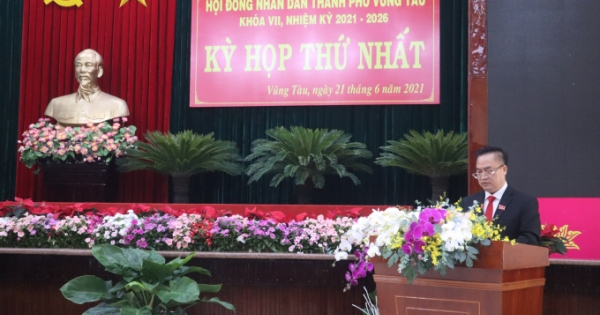 HỘI ĐỒNG NHÂN DÂN THÀNH PHỐ VŨNG TÀU
KHÓA VII, NHIỆM KỲ 2021 - 2026
KỲ HỌP THỨ NHẤT
Vũng Tàu, ngày 21 tháng 6 năm 2021